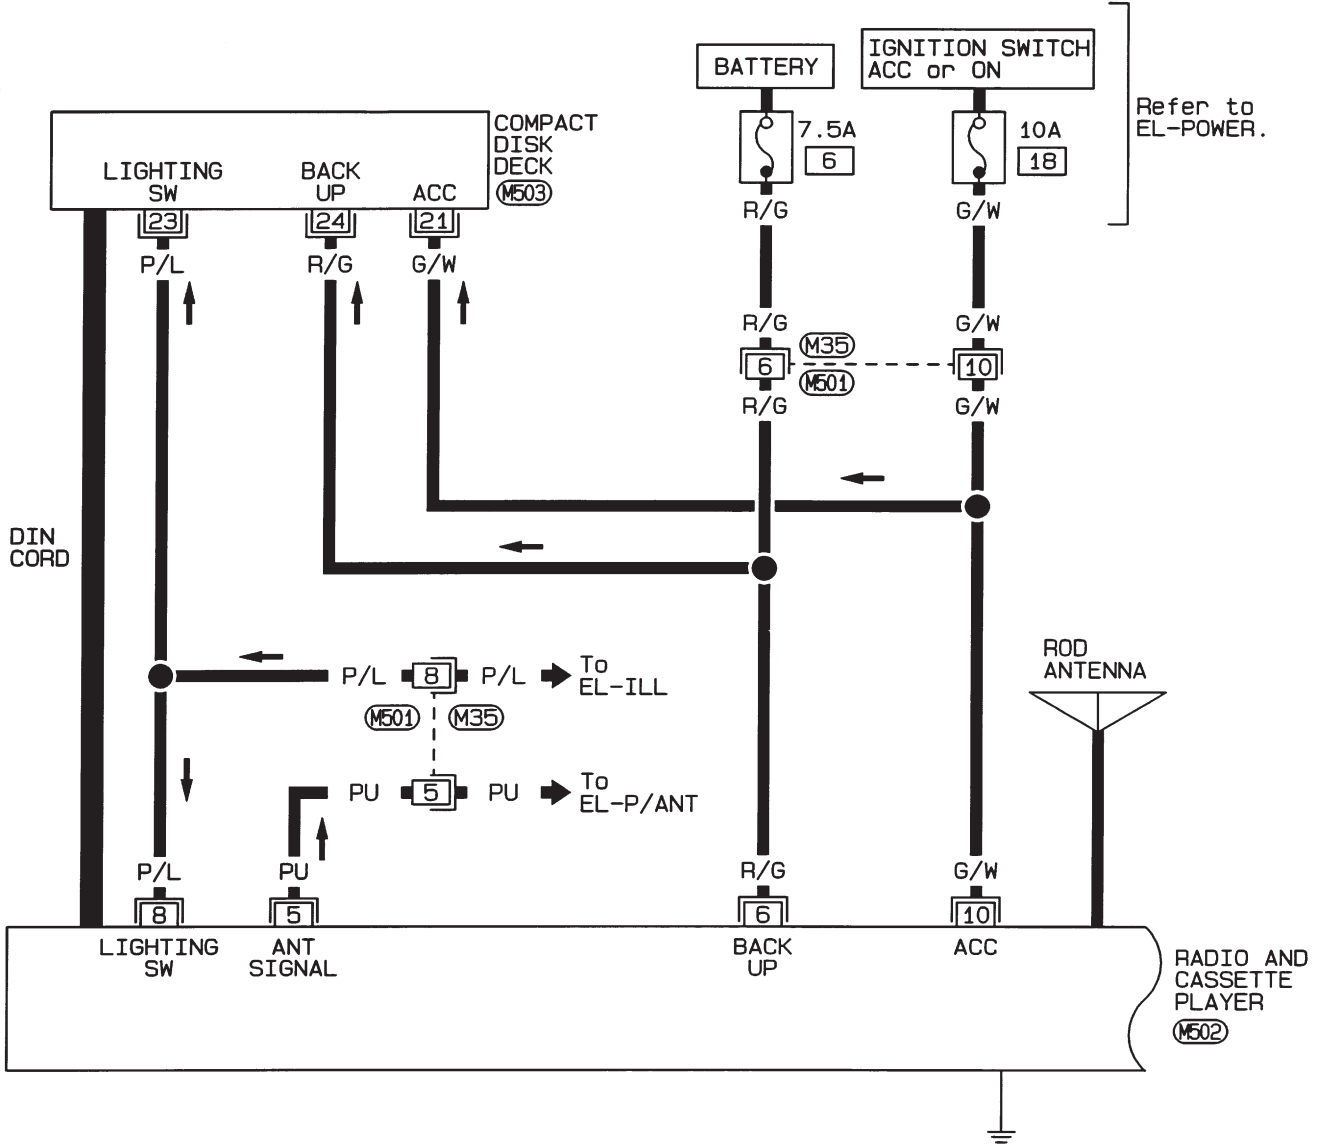 BATTERY
IGNITION SWITCH
ACC or ON
Refer to
EL-POWER.
7.5A
6
10A
18
COMPACT
DISK
DECK
M503
LIGHTING
SW
BACK
UP
ACC
23
24
21
R/G
G/W
P/L
R/G
G/W
R/G
G/W
M35
6
10
M501
R/G
G/W
DIN
CORD
ROD
ANTENNA
P/L
8
P/L
To
EL-ILL
M501
M35
PU
5
PU
To
EL-P/ANT
P/L
PU
R/G
G/W
8
5
6
10
LIGHTING
SW
ANT
SIGNAL
BACK
UP
ACC
RADIO AND
CASSETTE
PLAYER
M502